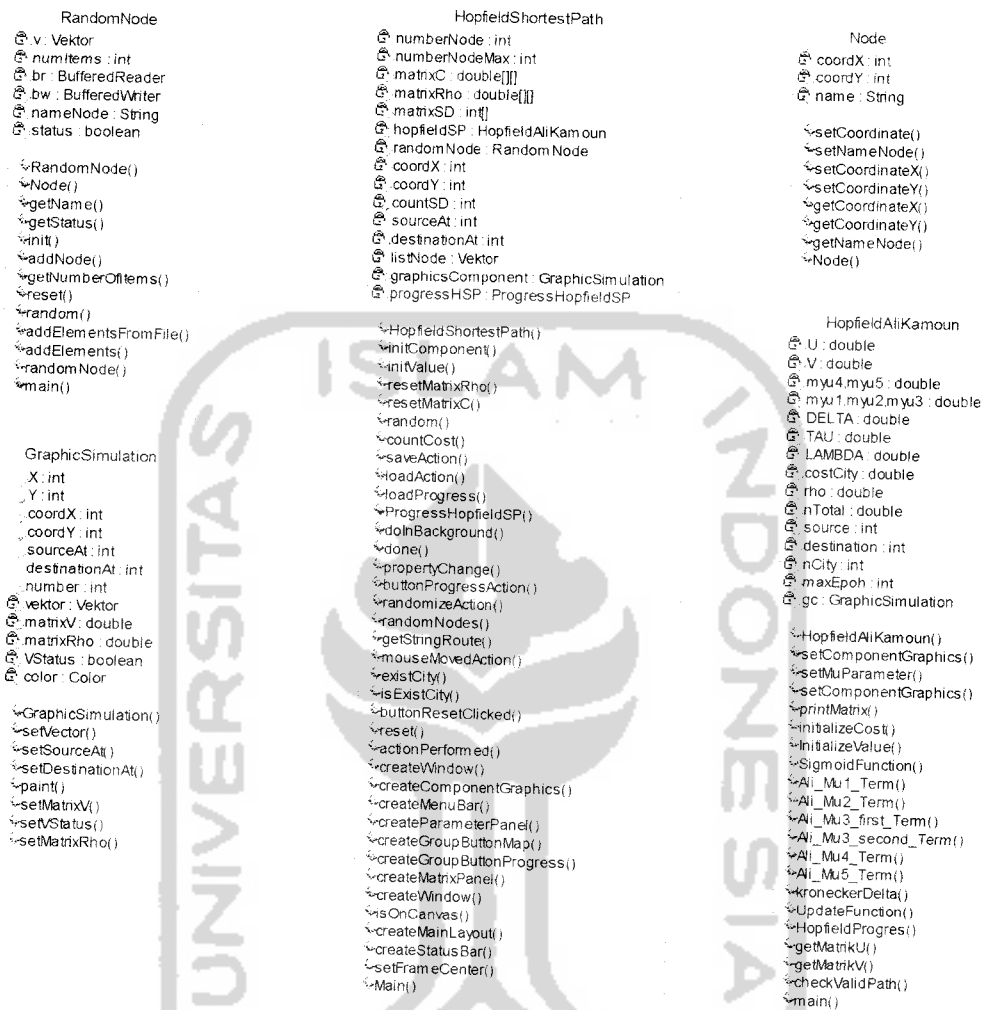 RandomNode
v : Vektor
numItems : int
br : BufferedReader
bw : BufferedWriter
nameNode : String
status : boolean
RandomNode()
Node()
getName()
getStatus()
init()
addNode()
getNumberOfItems()
reset()
random()
addElementsFromFile()
addElements()
randomNode()
main()
GraphicSimulation
X : int
Y : int
coordX : int
coordY : int
sourceAt : int
destinationAt : int
number : int
vektor : Vektor
matrixV : double
matrixRho : double
VStatus : boolean
color : Color
GraphicSimulation()
setVector()
setSourceAt()
setDestinationAt()
paint()
setMatrixV()
setVStatus()
setMatrixRho()
HopfieldShortestPath
numberNode : int
numberNodeMax : int
matrixC : double[][]
matrixRho : double[][]
matrixSD : int[]
hopfieldSP : HopfieldAliKamoun
randomNode : RandomNode
coordX : int
coordY : int
countSD : int
sourceAt : int
destinationAt : int
listNode : Vektor
graphicsComponent : GraphicSimulation
progressHSP : ProgressHopfieldSP
HopfieldShortestPath()
initComponent()
initValue()
resetMatrixRho()
resetMatrixC()
random()
countCost()
saveAction()
loadAction()
loadProgress()
ProgressHopfieldSP()
doInBackground()
done()
propertyChange()
buttonProgressAction()
randomizeAction()
randomNodes()
getStringRoute()
mouseMovedAction()
existCity()
isExistCity()
buttonResetClicked()
reset()
actionPerformed()
createWindow()
createComponentGraphics()
createMenuBar()
createParameterPanel()
createGroupButtonMap()
createGroupButtonProgress()
createMatrixPanel()
createWindow()
isOnCanvas()
createMainLayout()
createStatusBar()
setFrameCenter()
Main()
Node
coordX : int
coordY : int
name : String
setCoordinate()
setNameNode()
setCoordinateX()
setCoordinateY()
getCoordinateX()
getCoordinateY()
getNameNode()
Node()
HopfieldAliKamoun
U : double
V : double
myu4,myu5 : double
myu1,myu2,myu3 : double
DELTA : double
TAU : double
LAMBDA : double
costCity : double
rho : double
nTotal : double
source : int
destination : int
nCity : int
maxEpoh : int
gc : GraphicSimulation
HopfieldAliKamoun()
setComponentGraphics()
setMuParameter()
setComponentGraphics()
printMatrix()
initializeCost()
InitializeValue()
SigmoidFunction()
Ali_Mu1_Term()
Ali_Mu2_Term()
Ali_Mu3_first_Term()
Ali_Mu3_second_Term()
Ali_Mu4_Term()
Ali_Mu5_Term()
kroneckerDelta()
UpdateFunction()
HopfieldProgres()
getMatrikU()
getMatrikV()
checkValidPath()
main()
ISLAM
UNIVERSITAS
INDONESIA